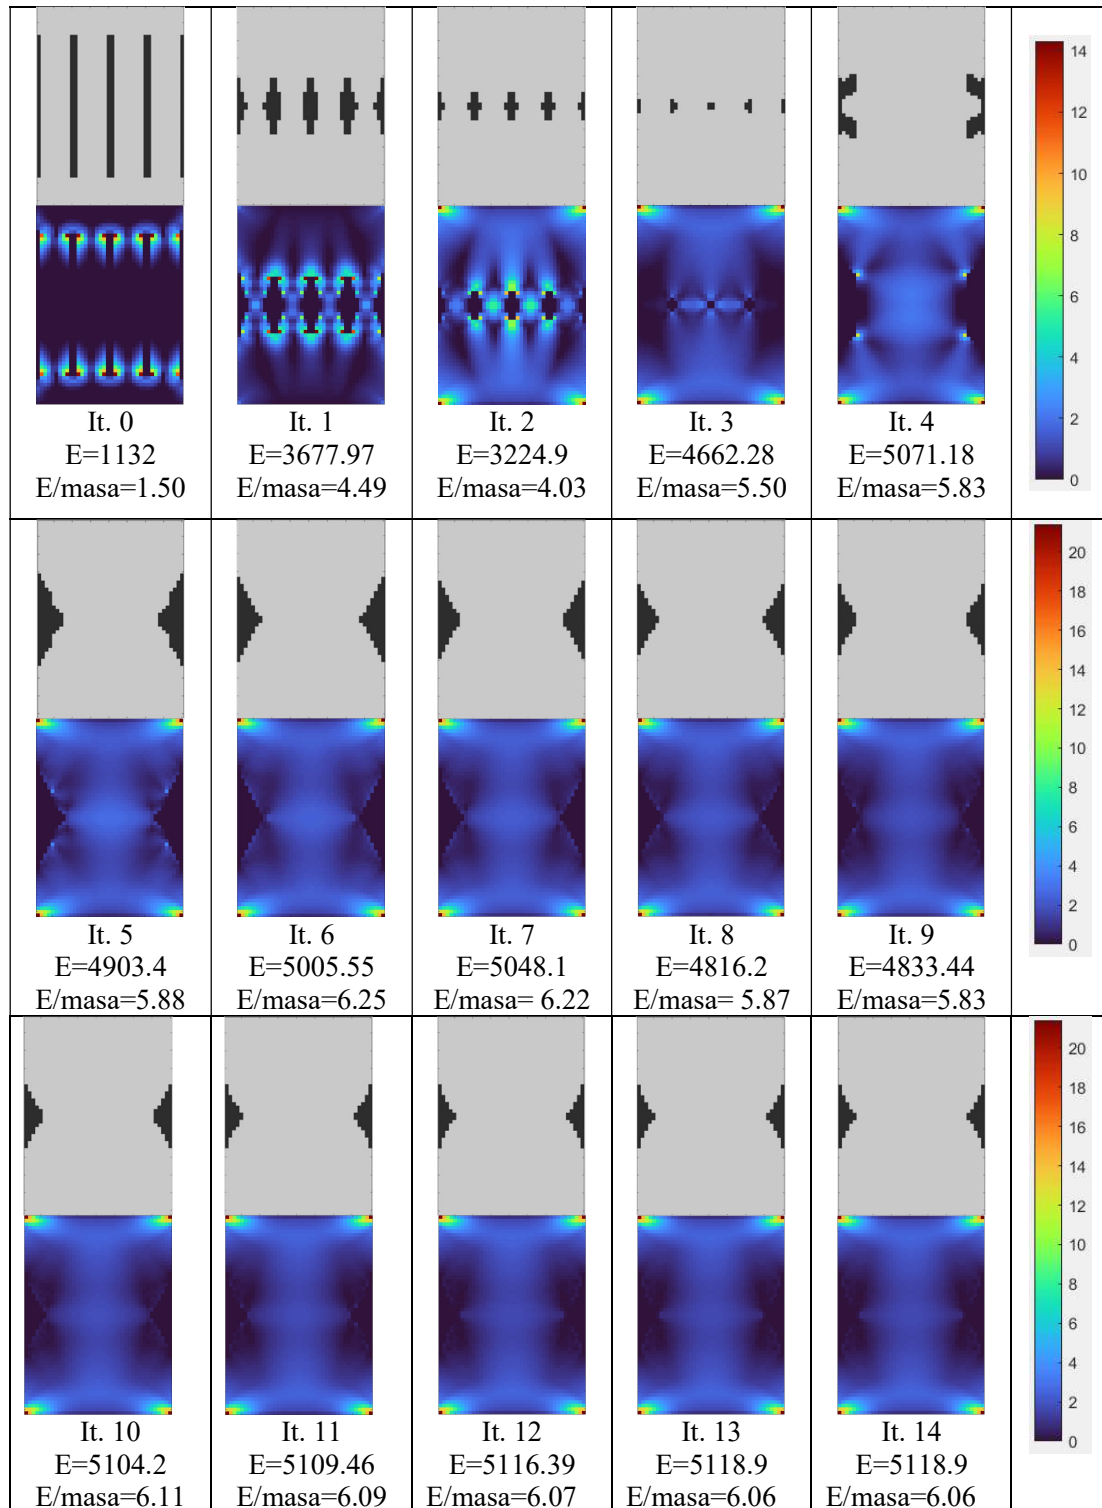 14
12
10
8
6
4
2
0
It. 0
E=1132
E/masa=1.50
It. 1
E=3677.97
E/masa=4.49
It. 2
E=3224.9
E/masa=4.03
It. 3
E=4662.28
E/masa=5.50
It. 4
E=5071.18
E/masa=5.83
20
18
16
14
12
10
8
6
4
2
0
It. 5
E=4903.4
E/masa=5.88
It. 6
E=5005.55
E/masa=6.25
It. 7
E=5048.1
E/masa= 6.22
It. 8
E=4816.2
E/masa= 5.87
It. 9
E=4833.44
E/masa=5.83
20
18
16
14
12
10
8
6
4
2
0
It. 10
E=5104.2
E/masa=6.11
It. 11
E=5109.46
E/masa=6.09
It. 12
E=5116.39
E/masa=6.07
It. 13
E=5118.9
E/masa=6.06
It. 14
E=5118.9
E/masa=6.06